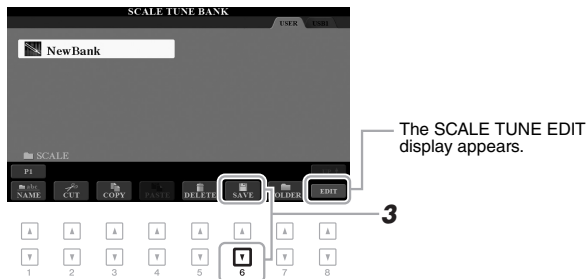 SCALE TUNE BANK
USER USB1
NewBank
SCALE
P1
NAME CUT COPY PASTE DELETE SAVE FOLDER EDIT
The SCALE TUNE EDIT
display appears.
3
1 2 3 4 5 6 7 8